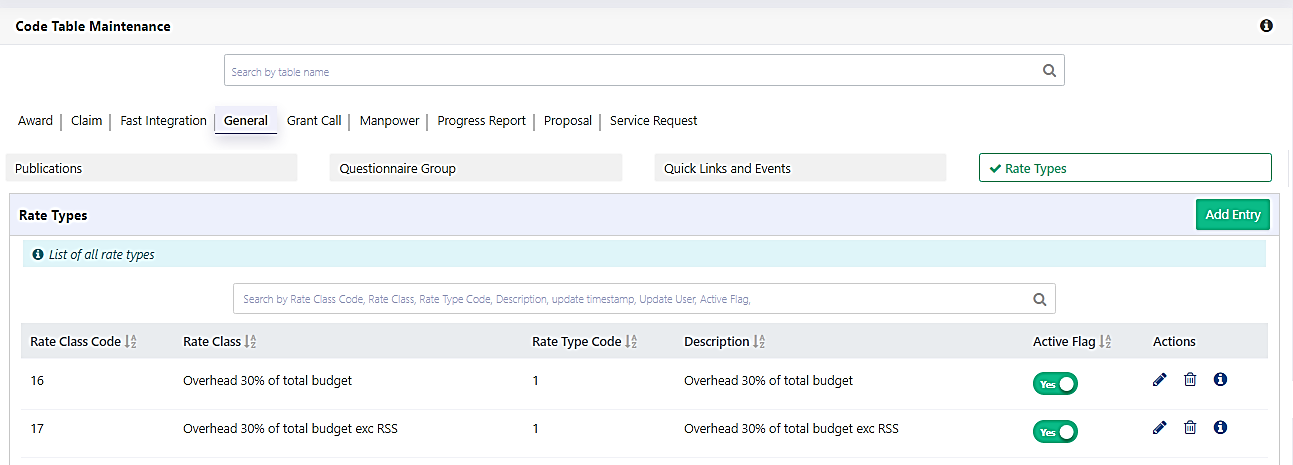 Code Table Maintenance
Search by table name
Award Claim Fast Integration General Grant Call Manpower Progress Report Proposal Service Request
Publications Questionnaire Group Quick Links and Events Rate Types
Rate Types Add Entry
List of all rate types
Search by Rate Class Code, Rate Class, Rate Type Code, Description, update timestamp, Update User, Active Flag,
Rate Class Code Rate Class Rate Type Code Description Active Flag Actions
16 Overhead 30% of total budget 1 Overhead 30% of total budget Yes
17 Overhead 30% of total budget exc RSS 1 Overhead 30% of total budget exc RSS Yes